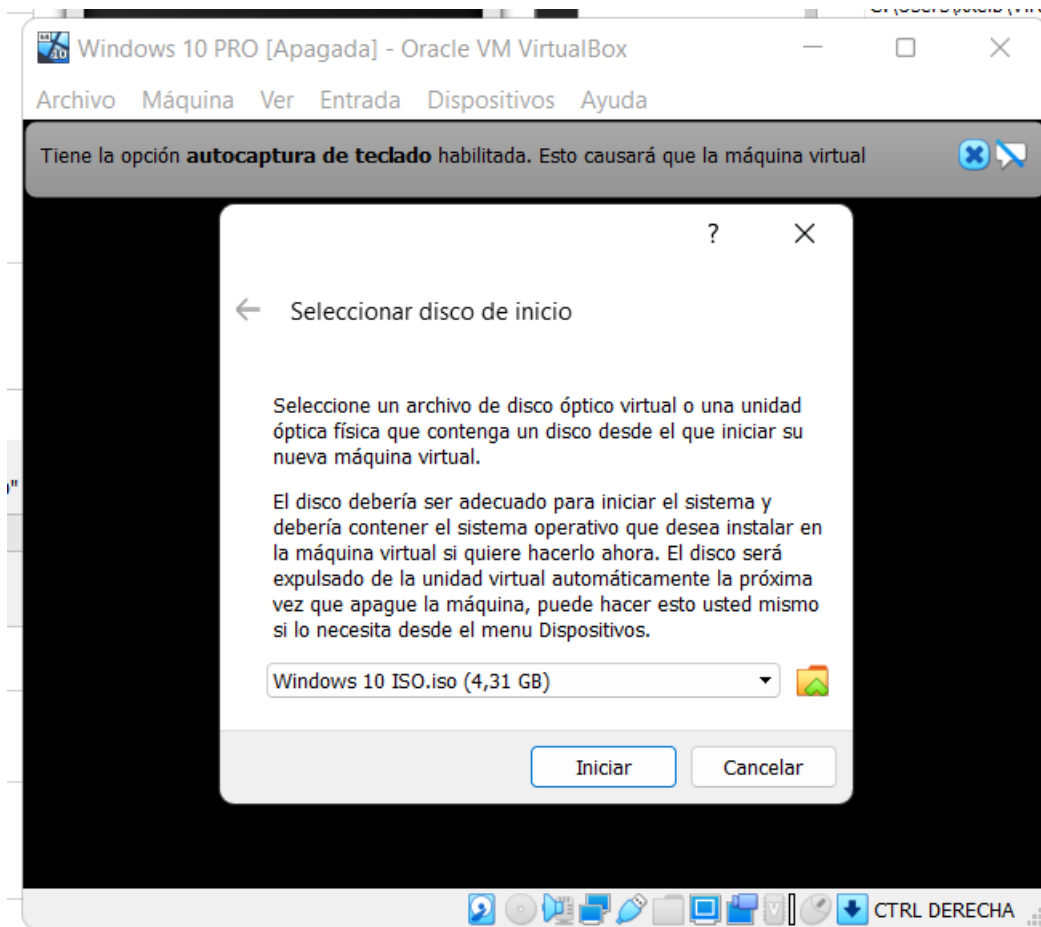 Windows 10 PRO [Apagada] - Oracle VM VirtualBox
Archivo Máquina Ver Entrada Dispositivos Ayuda
Tiene la opción autocaptura de teclado habilitada. Esto causará que la máquina virtual
?
Seleccionar disco de inicio
Seleccione un archivo de disco óptico virtual o una unidad
óptica física que contenga un disco desde el que iniciar su
nueva máquina virtual.
El disco debería ser adecuado para iniciar el sistema y
debería contener el sistema operativo que desea instalar en
la máquina virtual si quiere hacerlo ahora. El disco será
expulsado de la unidad virtual automáticamente la próxima
vez que apague la máquina, puede hacer esto usted mismo
si lo necesita desde el menu Dispositivos.
Windows 10 ISO.iso (4,31 GB)
Iniciar Cancelar
CTRL DERECHA